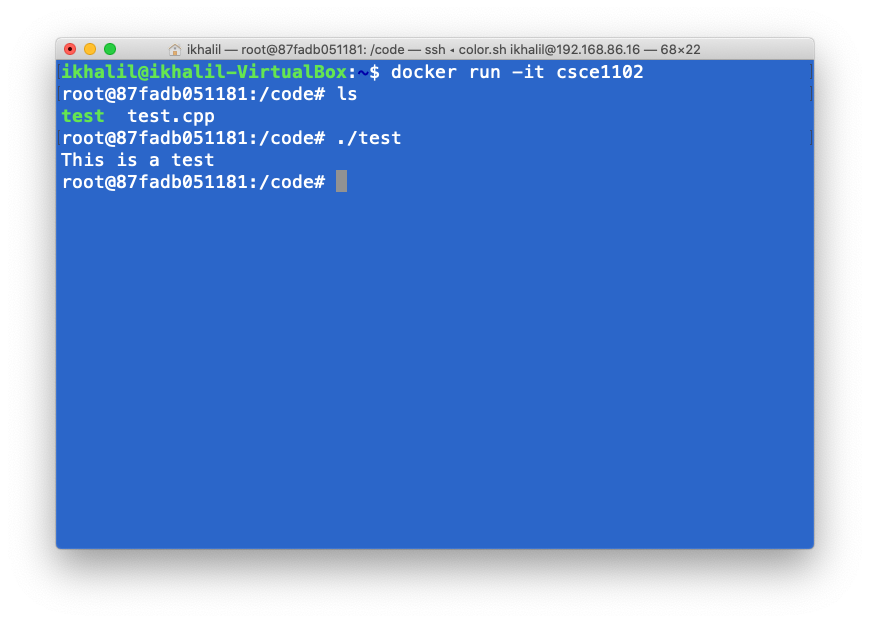 ikhalil — root@87fadb051181: /code — ssh ◂ color.sh ikhalil@192.168.86.16 — 68×22
ikhalil@ikhalil-VirtualBox:~$ docker run -it csce1102
root@87fadb051181:/code# ls
test  test.cpp
root@87fadb051181:/code# ./test
This is a test
root@87fadb051181:/code#